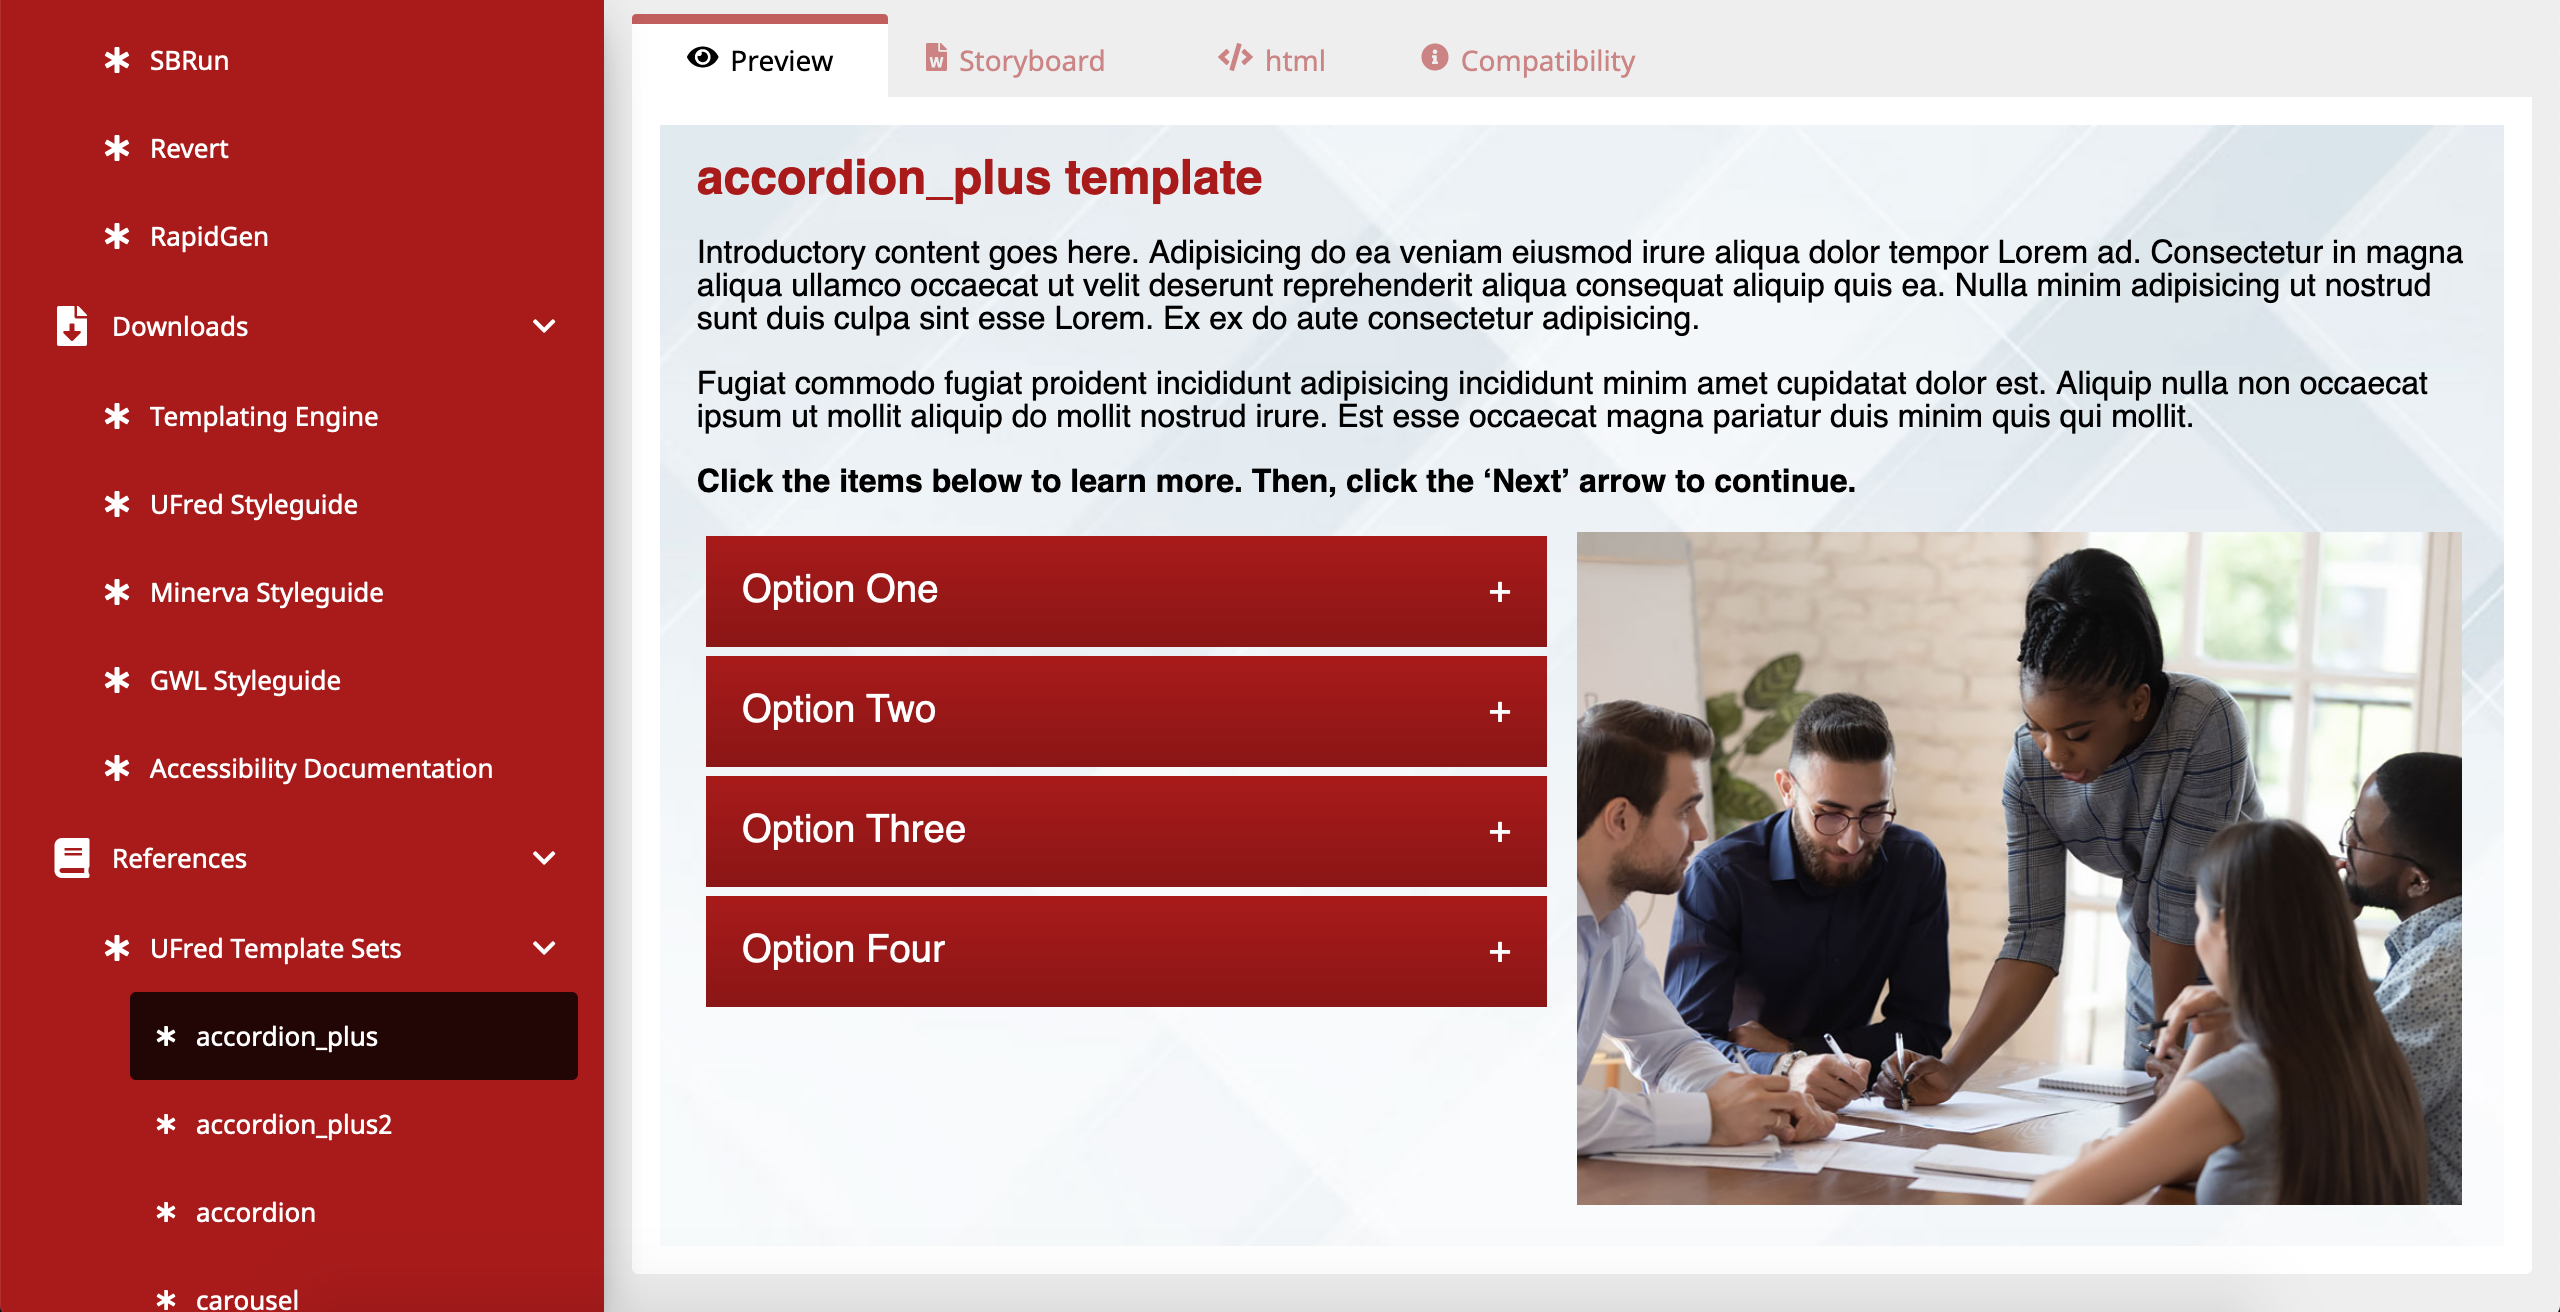 SBRun
Revert
RapidGen
Downloads
Templating Engine
UFred Styleguide
Minerva Styleguide
GWL Styleguide
Accessibility Documentation
References
UFred Template Sets
accordion_plus
accordion_plus2
accordion
carousel
Preview
Storyboard
html
Compatibility
accordion_plus template
Introductory content goes here. Adipisicing do ea veniam eiusmod irure aliqua dolor tempor Lorem ad. Consectetur in magna
aliqua ullamco occaecat ut velit deserunt reprehenderit aliqua consequat aliquip quis ea. Nulla minim adipisicing ut nostrud
sunt duis culpa sint esse Lorem. Ex ex do aute consectetur adipisicing.
Fugiat commodo fugiat proident incididunt adipisicing incididunt minim amet cupidatat dolor est. Aliquip nulla non occaecat
ipsum ut mollit aliquip do mollit nostrud irure. Est esse occaecat magna pariatur duis minim quis qui mollit.
Click the items below to learn more. Then, click the ‘Next’ arrow to continue.
Option One +
Option Two +
Option Three +
Option Four +